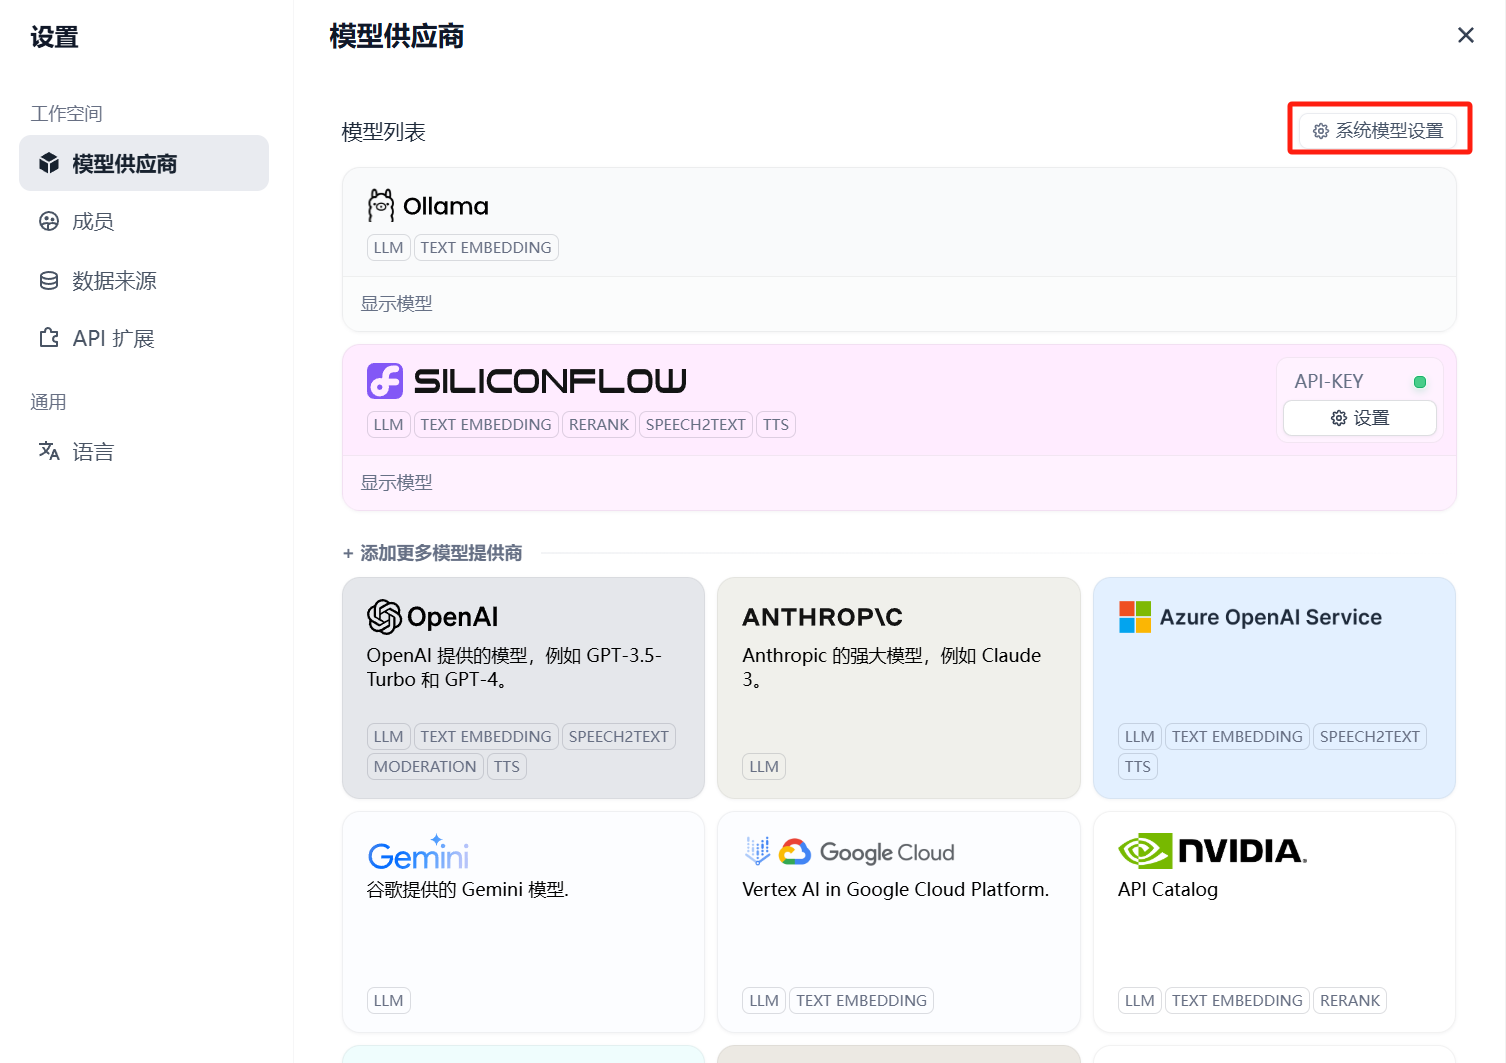 设置
工作空间
模型供应商
成员
数据来源
API 扩展
通用
语言
模型供应商
模型列表
系统模型设置
Ollama
LLM TEXT EMBEDDING
显示模型
SILICONFLOW
LLM TEXT EMBEDDING RERANK SPEECH2TEXT TTS
API-KEY
设置
显示模型
+ 添加更多模型提供商
OpenAI
OpenAI 提供的模型，例如 GPT-3.5-
Turbo 和 GPT-4。
LLM TEXT EMBEDDING SPEECH2TEXT
MODERATION TTS
ANTHROP\C
Anthropic 的强大模型，例如 Claude
3。
LLM
Azure OpenAI Service
LLM TEXT EMBEDDING SPEECH2TEXT
TTS
Gemini
谷歌提供的 Gemini 模型.
LLM
Google Cloud
Vertex AI in Google Cloud Platform.
LLM TEXT EMBEDDING
NVIDIA.
API Catalog
LLM TEXT EMBEDDING RERANK